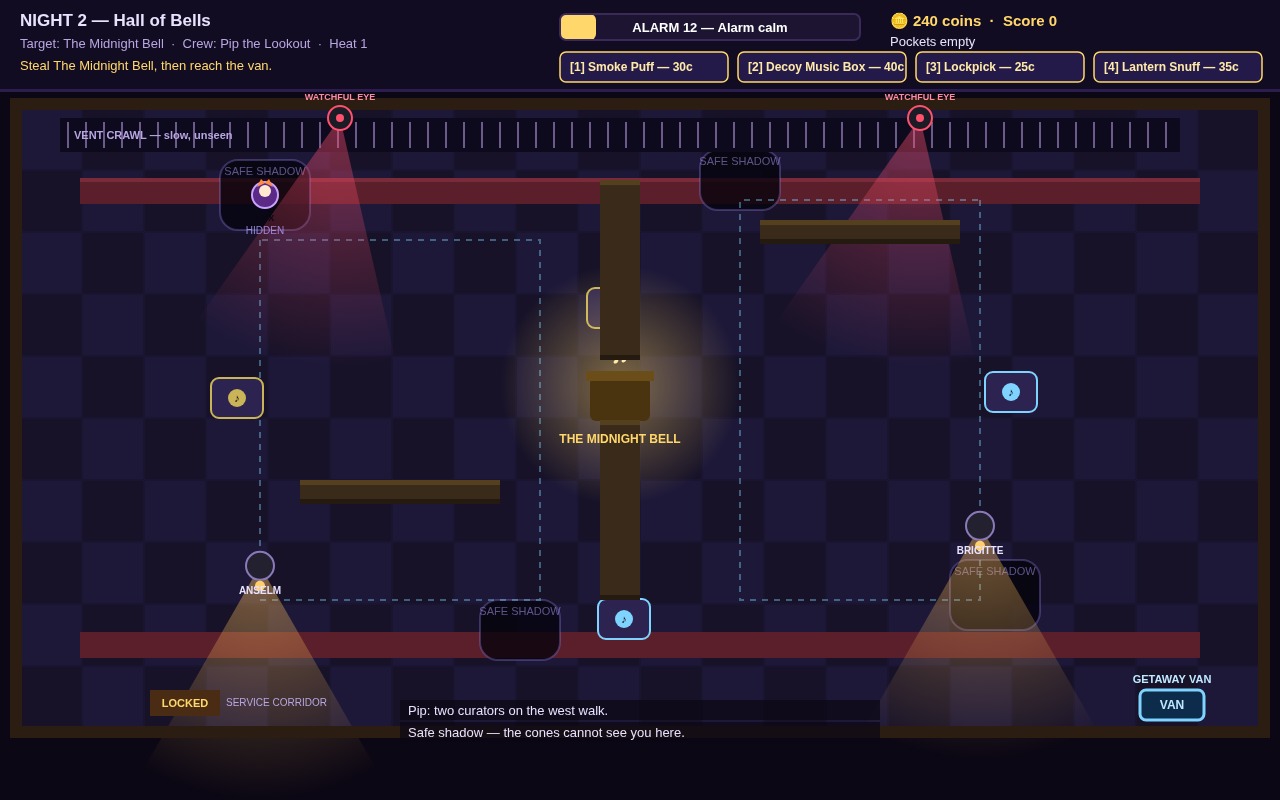 NIGHT 2 — Hall of Bells
Target: The Midnight Bell · Crew: Pip the Lookout · Heat 1
Steal The Midnight Bell, then reach the van.
ALARM 12 — Alarm calm
240 coins · Score 0
Pockets empty
[1] Smoke Puff — 30c
[2] Decoy Music Box — 40c
[3] Lockpick — 25c
[4] Lantern Snuff — 35c
WATCHFUL EYE
WATCHFUL EYE
VENT CRAWL — slow, unseen
SAFE SHADOW
SAFE SHADOW
HIDDEN
THE MIDNIGHT BELL
BRIGITTE
SAFE SHADOW
ANSELM
SAFE SHADOW
GETAWAY VAN
VAN
LOCKED
SERVICE CORRIDOR
Pip: two curators on the west walk.
Safe shadow — the cones cannot see you here.